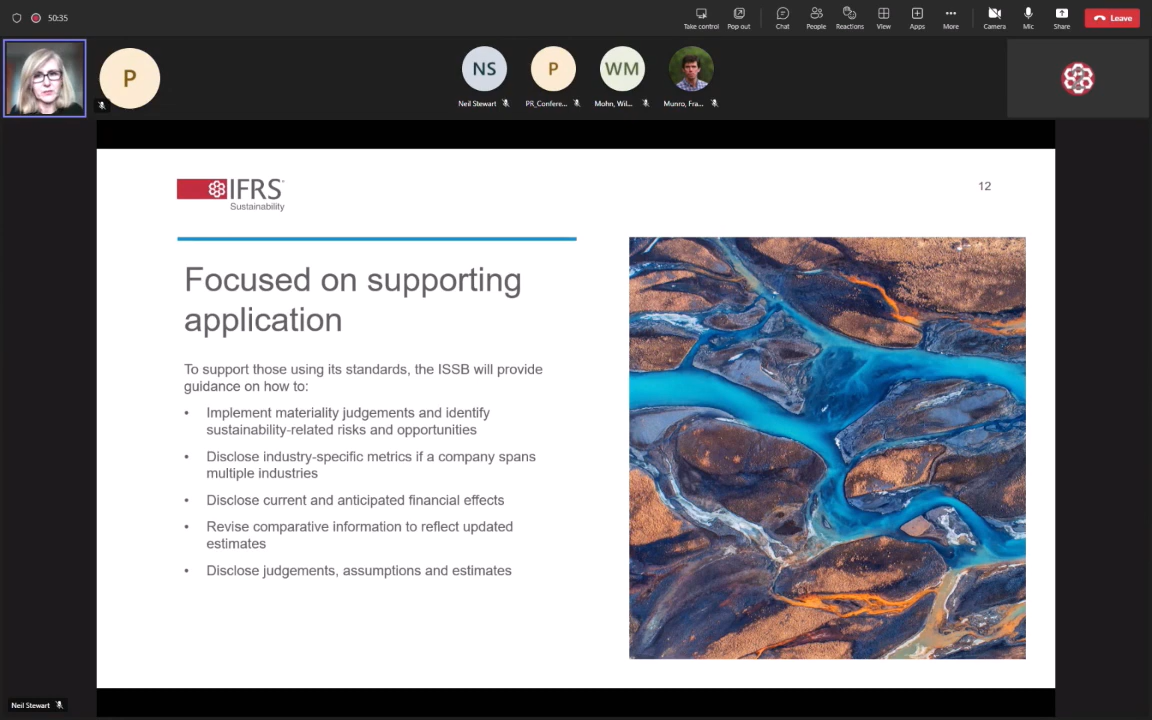 50:35
Take control
Pop out
Chat
People
Reactions
View
Apps
More
Camera
Mic
Share
Leave
P
NS
P
WM
Neil Stewart
PR_Confere...
Mohn, Wil...
Munro, Fra...
IFRS
Sustainability
12
Focused on supporting
application
To support those using its standards, the ISSB will provide
guidance on how to:
• Implement materiality judgements and identify
sustainability-related risks and opportunities
• Disclose industry-specific metrics if a company spans
multiple industries
• Disclose current and anticipated financial effects
• Revise comparative information to reflect updated
estimates
• Disclose judgements, assumptions and estimates
Neil Stewart